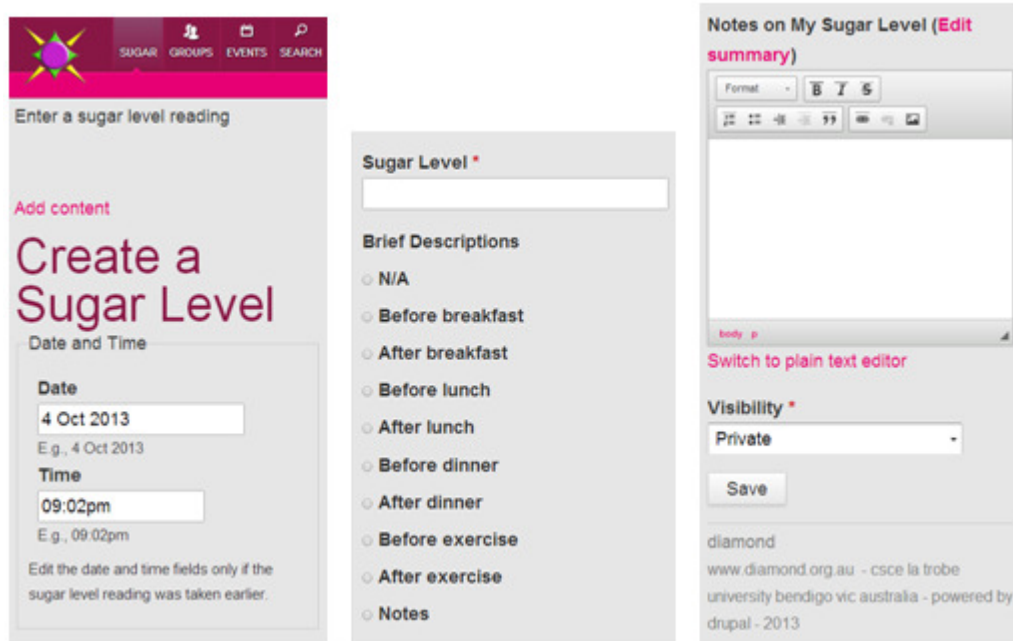 SUGAR GROUPS EVENTS SEARCH
Enter a sugar level reading
Add content
Create a
Sugar Level
Date and Time
Date
4 Oct 2013
E.g., 4 Oct 2013
Time
09:02pm
E.g., 09:02pm
Edit the date and time fields only if the
sugar level reading was taken earlier.
Sugar Level *
Brief Descriptions
N/A
Before breakfast
After breakfast
Before lunch
After lunch
Before dinner
After dinner
Before exercise
After exercise
Notes
Notes on My Sugar Level (Edit
summary)
Format
B I S
body p
Switch to plain text editor
Visibility *
Private
Save
diamond
www.diamond.org.au - csce la trobe
university bendigo vic australia - powered by
drupal - 2013